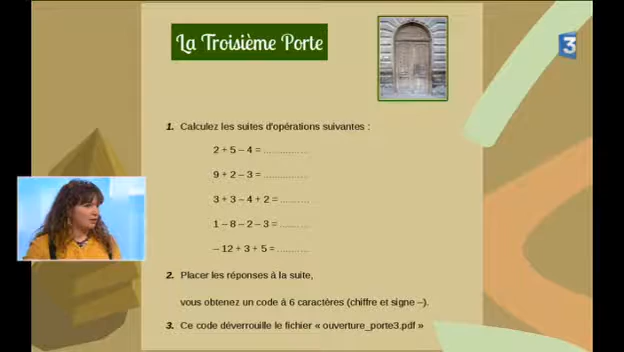 La Troisième Porte
3
1. Calculez les suites d'opérations suivantes :
2 + 5 – 4 = ..............
9 + 2 – 3 = ..............
3 + 3 – 4 + 2 = .........
1 – 8 – 2 – 3 = .........
– 12 + 3 + 5 = ..........
2. Placer les réponses à la suite,
vous obtenez un code à 6 caractères (chiffre et signe –).
3. Ce code déverrouille le fichier « ouverture_porte3.pdf »